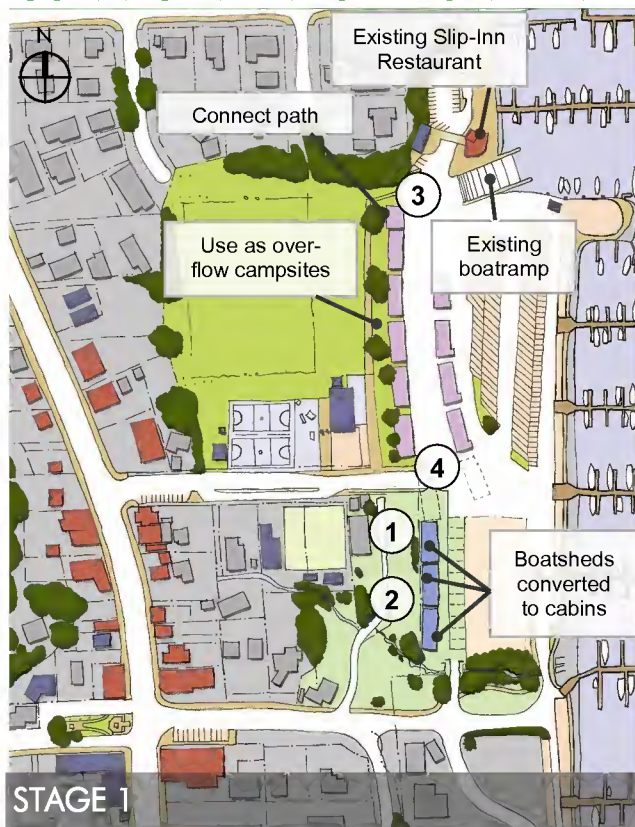 N
Existing Slip-Inn
Restaurant
Connect path
3
Use as over-
flow campsites
Existing
boatramp
4
1
Boatsheds
converted
to cabins
2
STAGE 1